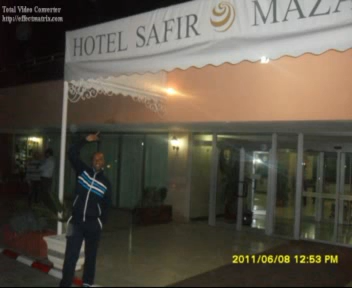 Total Video Converter
http://effectmatrix.com
HOTEL SAFIR MAZA
2011/06/08 12:53 PM